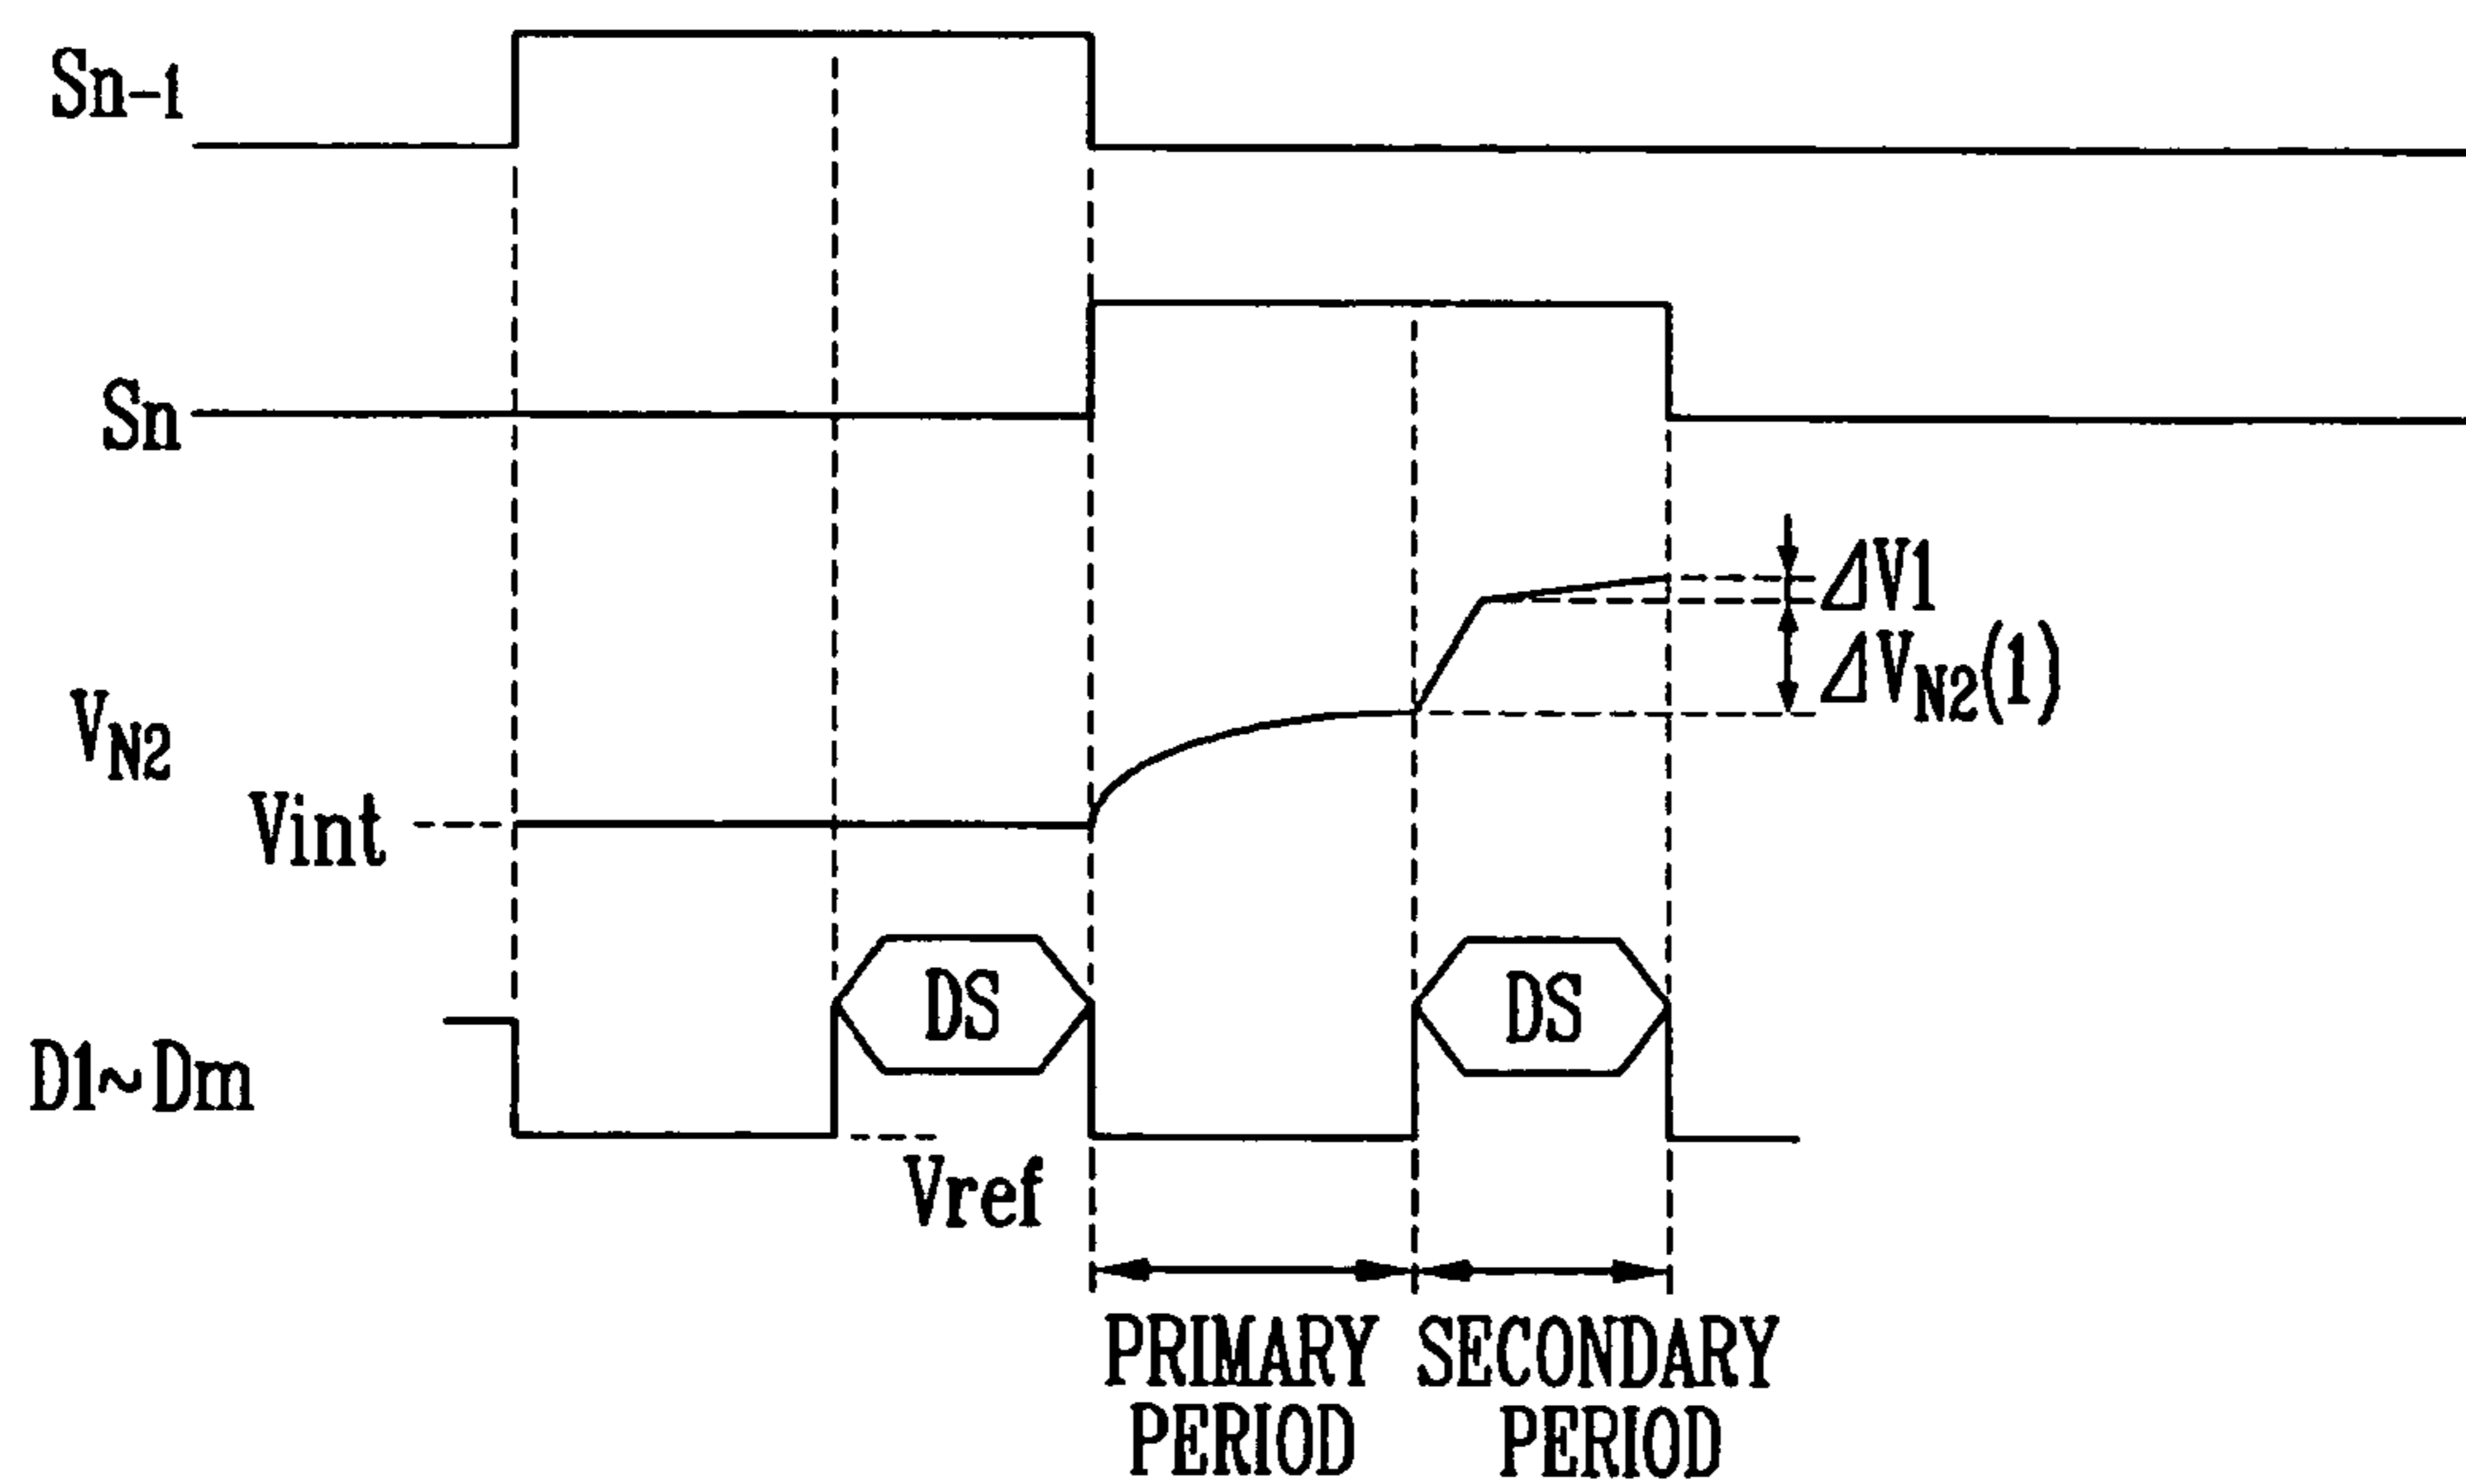 Sn-1
Sn
ΔV1
ΔVN2(1)
VN2
Vint
DS
DS
D1~Dm
Vref
PRIMARY PERIOD
SECONDARY PERIOD